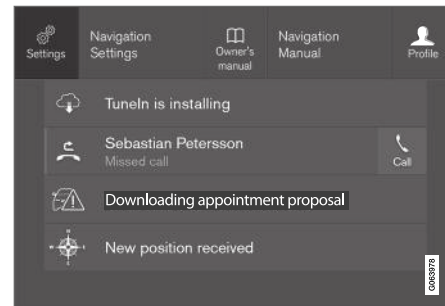 Settings
Navigation
Settings
Owner's
manual
Navigation
Manual
Profile
TuneIn is installing
Sebastian Petersson
Missed call
Call
Downloading appointment proposal
New position received
G063978